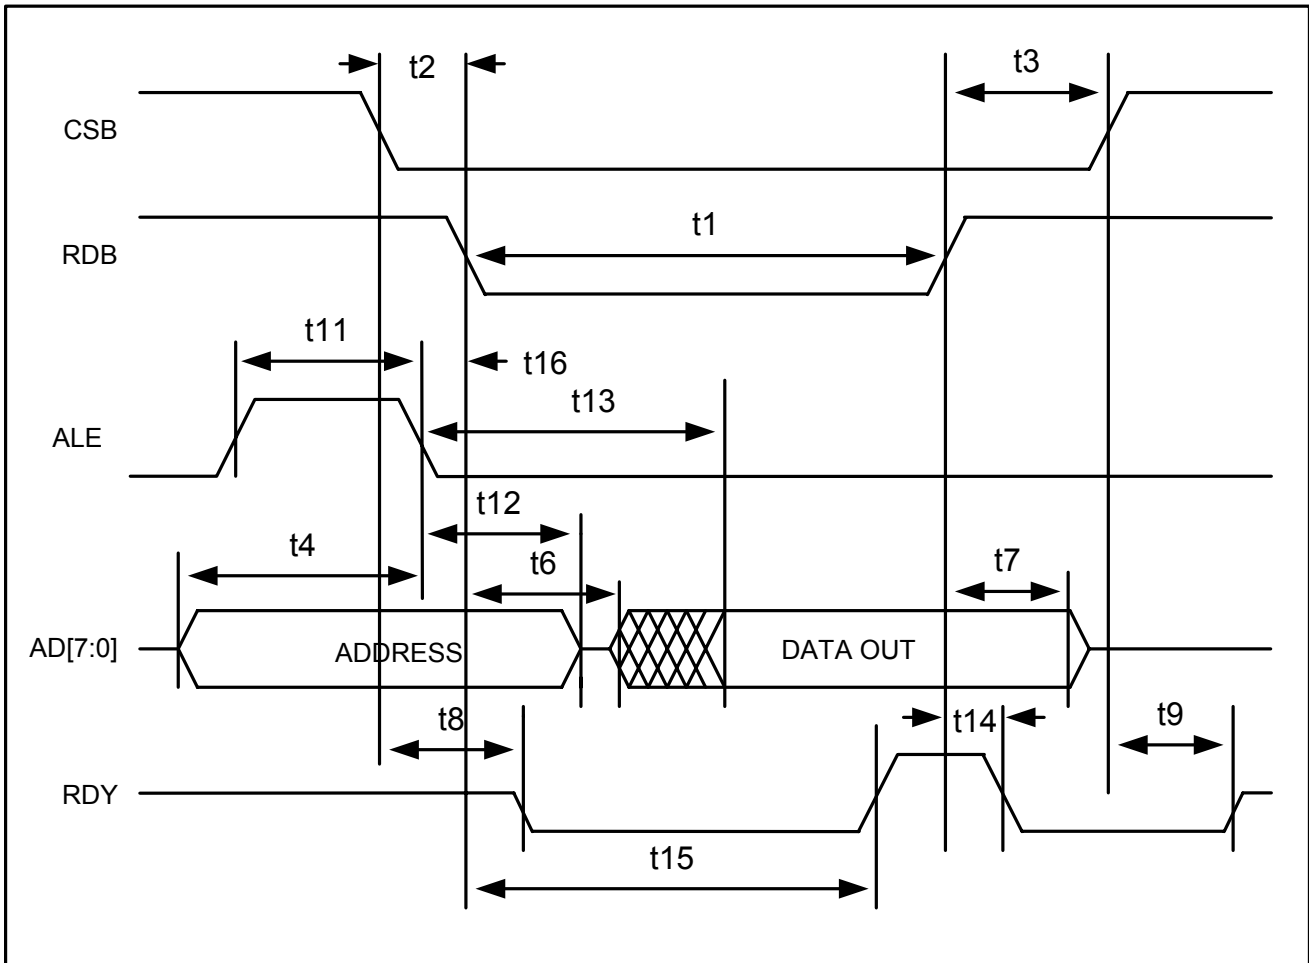 t2
t3
CSB
t1
RDB
t11
t16
t13
ALE
t12
t4
t6
t7
AD[7:0]
ADDRESS
DATA OUT
t8
t14
t9
RDY
t15